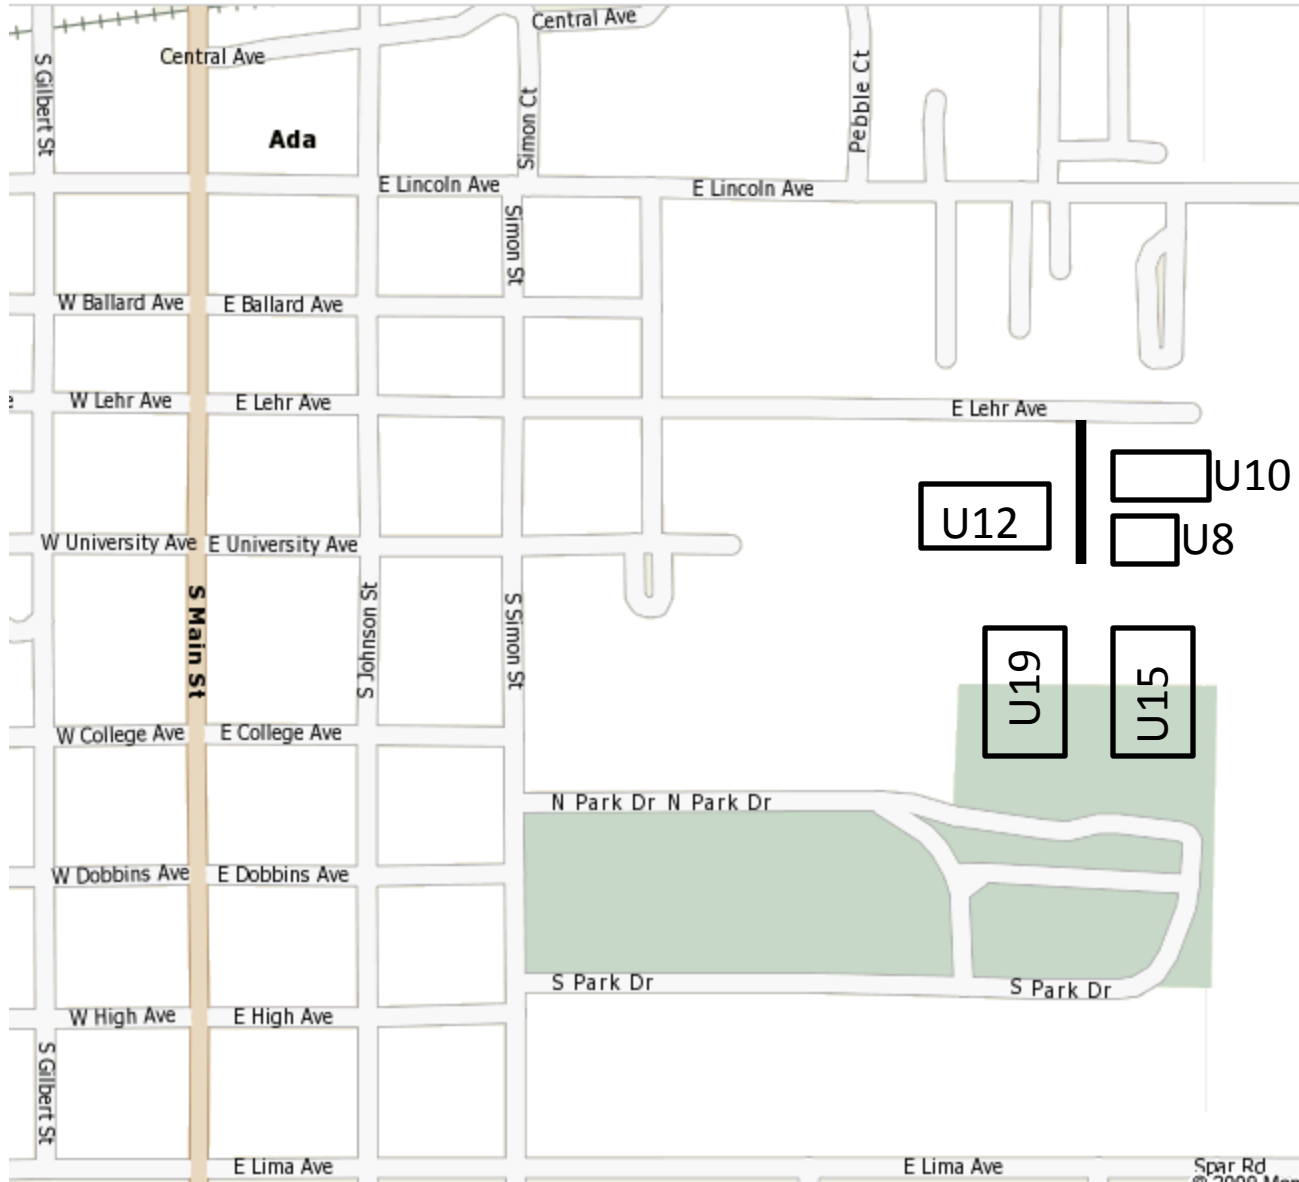 Central Ave
Central Ave
S Gilbert St
Simon Ct
Pebble Ct
Ada
E Lincoln Ave
E Lincoln Ave
Simon St
W Ballard Ave
E Ballard Ave
W Lehr Ave
E Lehr Ave
E Lehr Ave
U10
U12
U8
W University Ave
E University Ave
S Main St
S Johnson St
S Simon St
U19
U15
W College Ave
E College Ave
N Park Dr N Park Dr
W Dobbins Ave
E Dobbins Ave
S Park Dr
S Park Dr
W High Ave
E High Ave
S Gilbert St
E Lima Ave
E Lima Ave
Spar Rd